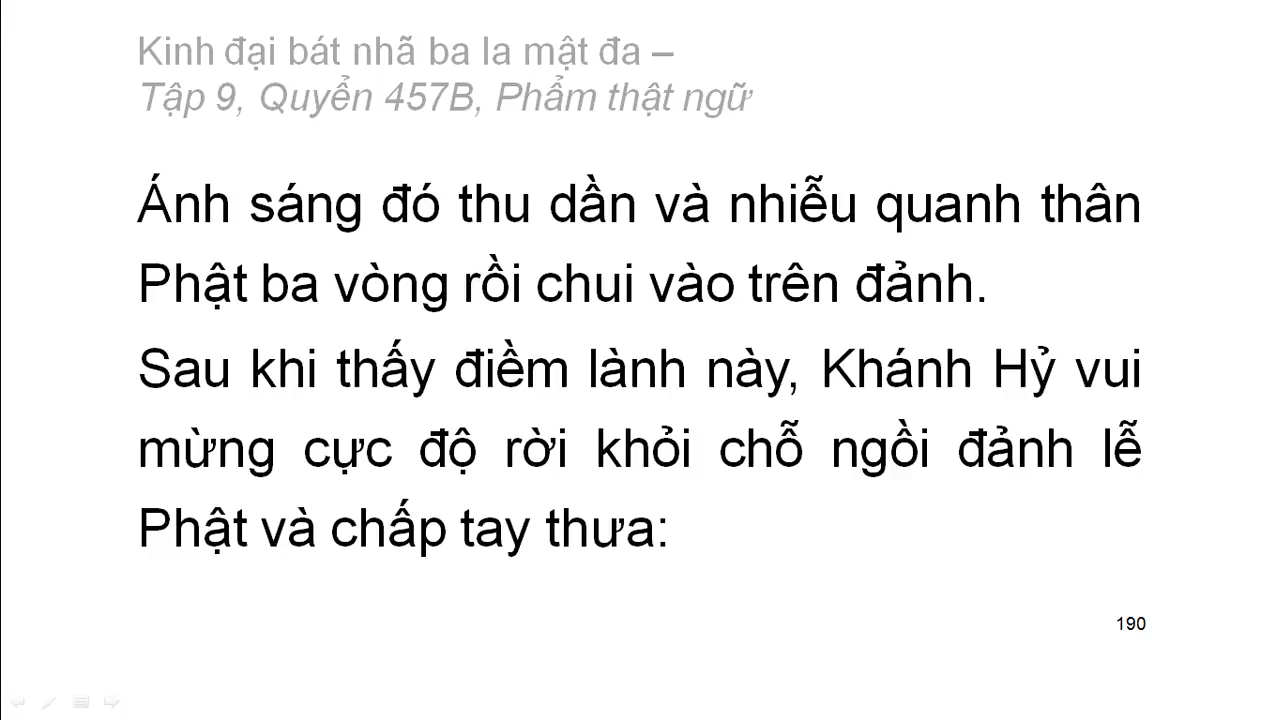 Kinh đại bát nhã ba la mật đa –
Tập 9, Quyển 457B, Phẩm thật ngữ
Ánh sáng đó thu dần và nhiễu quanh thân
Phật ba vòng rồi chui vào trên đảnh.
Sau khi thấy điềm lành này, Khánh Hỷ vui
mừng cực độ rời khỏi chỗ ngồi đảnh lễ
Phật và chấp tay thưa:
190